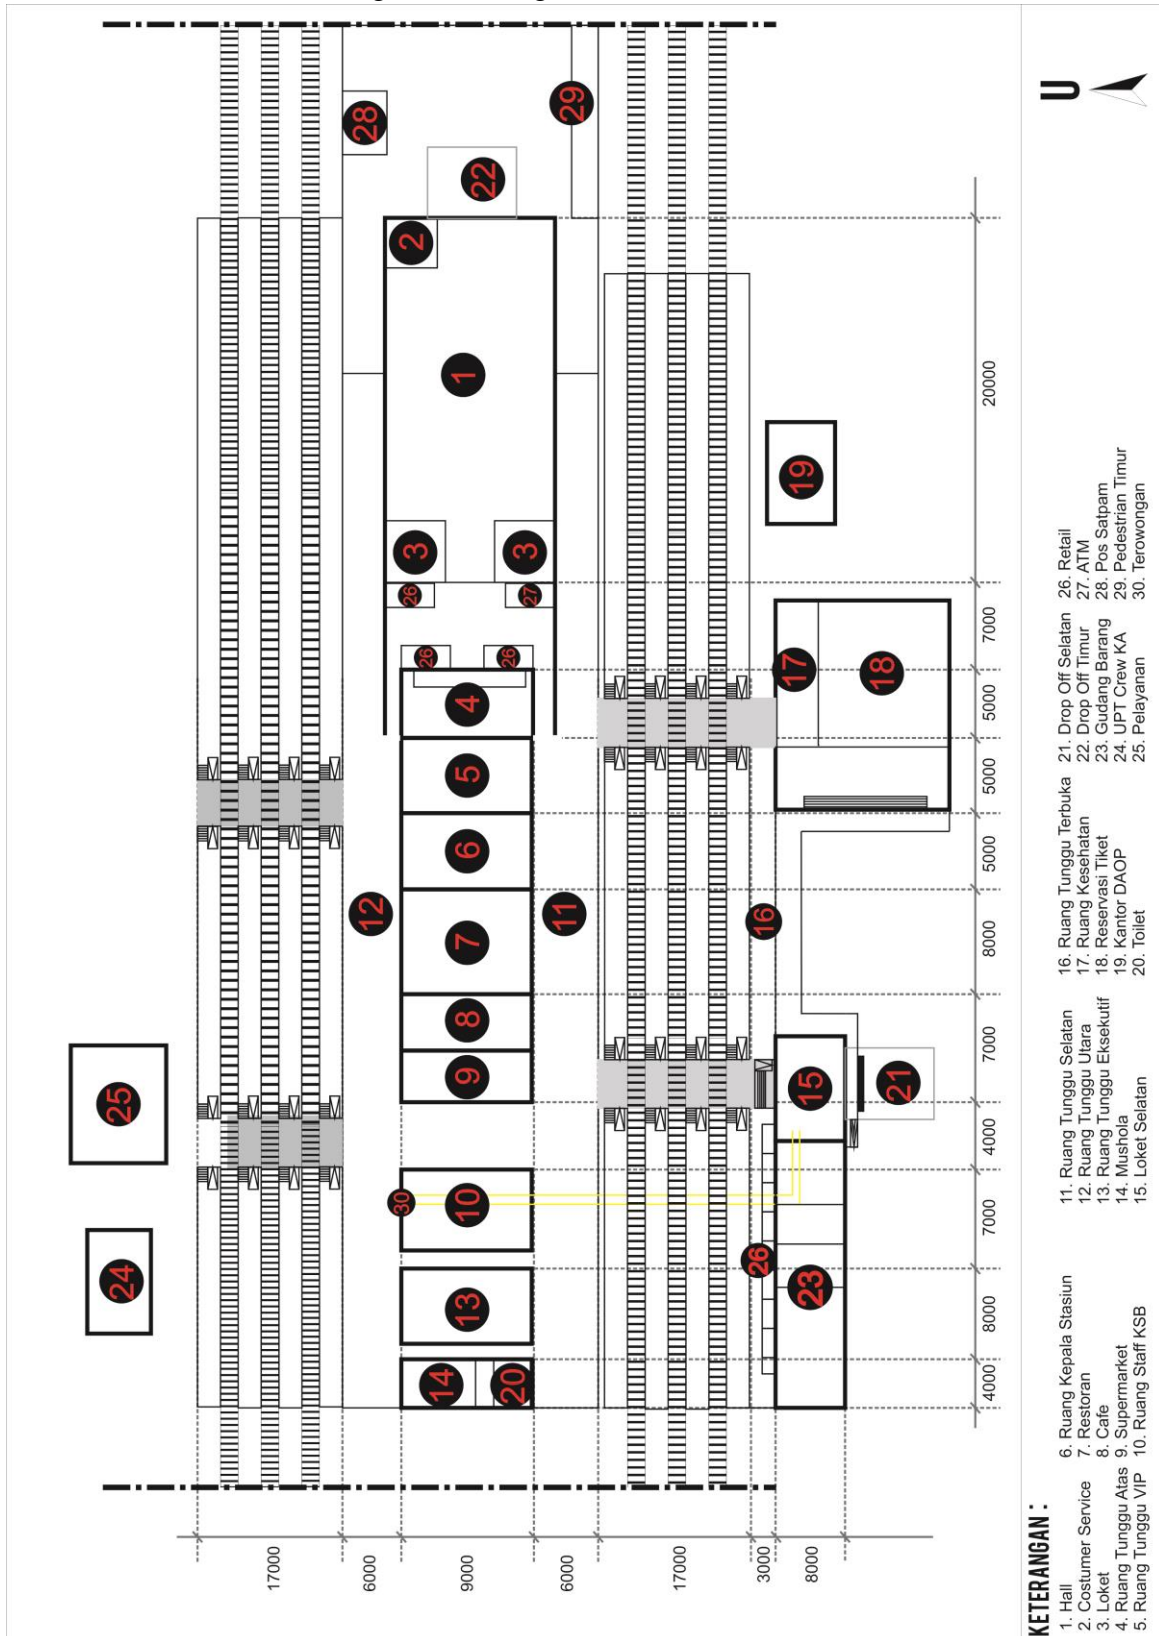 24
25
17000
6000
12
28
30
26
2
3
26
14
1
9000
13
10
9
8
7
6
5
4
22
26
20
3
27
6000
11
29
17000
3000
26
16
17
19
8000
23
15
18
21
4000
8000
7000
4000
7000
8000
5000
5000
5000
7000
20000
KETERANGAN :
1. Hall
2. Costumer Service
3. Loket
4. Ruang Tunggu Atas
5. Ruang Tunggu VIP
6. Ruang Kepala Stasiun
7. Restoran
8. Cafe
9. Supermarket
10. Ruang Staff KSB
11. Ruang Tunggu Selatan
12. Ruang Tunggu Utara
13. Ruang Tunggu Eksekutif
14. Mushola
15. Loket Selatan
16. Ruang Tunggu Terbuka
17. Ruang Kesehatan
18. Reservasi Tiket
19. Kantor DAOP
20. Toilet
21. Drop Off Selatan
22. Drop Off Timur
23. Gudang Barang
24. UPT Crew KA
25. Pelayanan
26. Retail
27. ATM
28. Pos Satpam
29. Pedestrian Timur
30. Terowongan
U